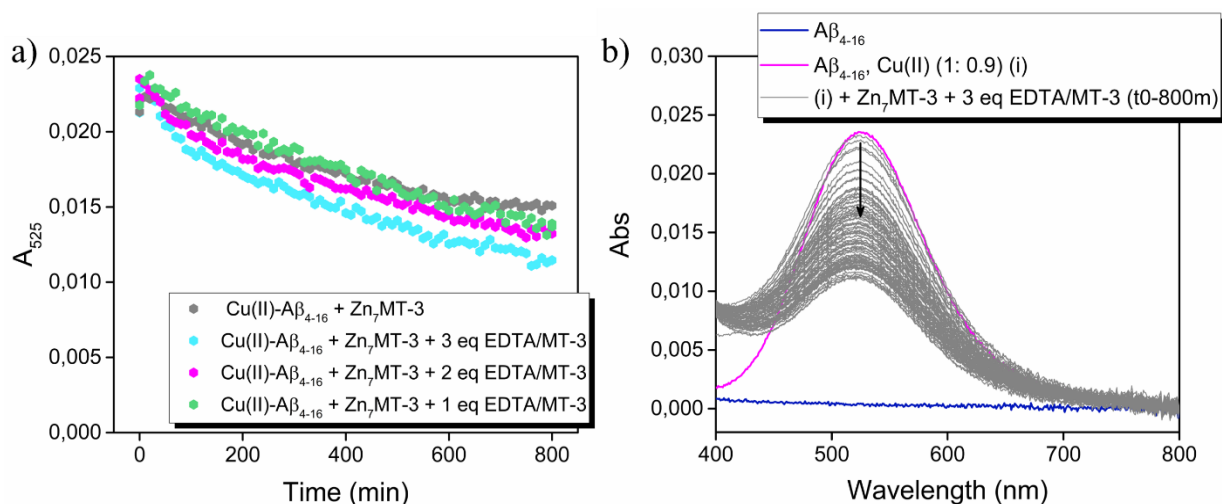 a)
0,025
0,020
0,015
0,010
0,005
0,000
A525
0
200
400
600
800
Time (min)
Cu(II)-Aβ4-16 + Zn7MT-3
Cu(II)-Aβ4-16 + Zn7MT-3 + 3 eq EDTA/MT-3
Cu(II)-Aβ4-16 + Zn7MT-3 + 2 eq EDTA/MT-3
Cu(II)-Aβ4-16 + Zn7MT-3 + 1 eq EDTA/MT-3
b)
Aβ4-16
Aβ4-16, Cu(II) (1: 0.9) (i)
(i) + Zn7MT-3 + 3 eq EDTA/MT-3 (t0-800m)
0,030
0,025
0,020
0,015
0,010
0,005
0,000
Abs
400
500
600
700
800
Wavelength (nm)